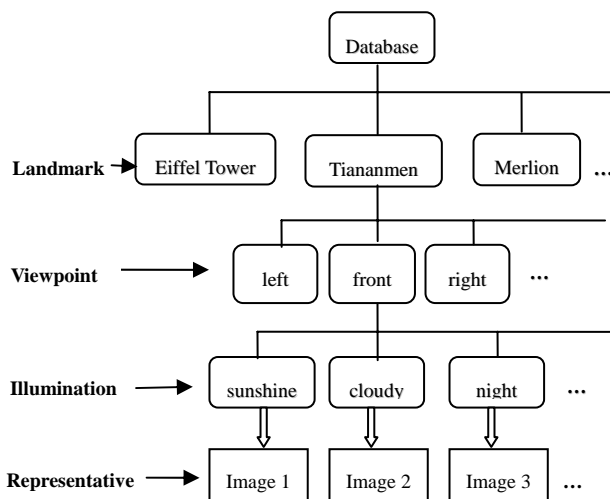 Database
Landmark Eiffel Tower Tiananmen Merlion ...
Viewpoint left front right ...
Illumination sunshine cloudy night ...
Representative Image 1 Image 2 Image 3 ...